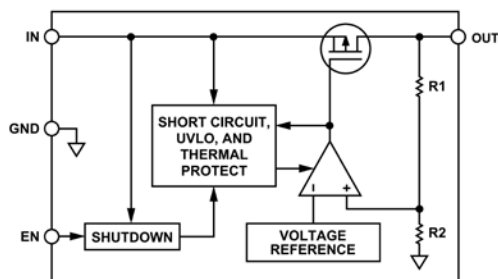 IN
OUT
R1
GND
SHORT CIRCUIT,
UVLO, AND
THERMAL
PROTECT
EN
SHUTDOWN
VOLTAGE
REFERENCE
R2